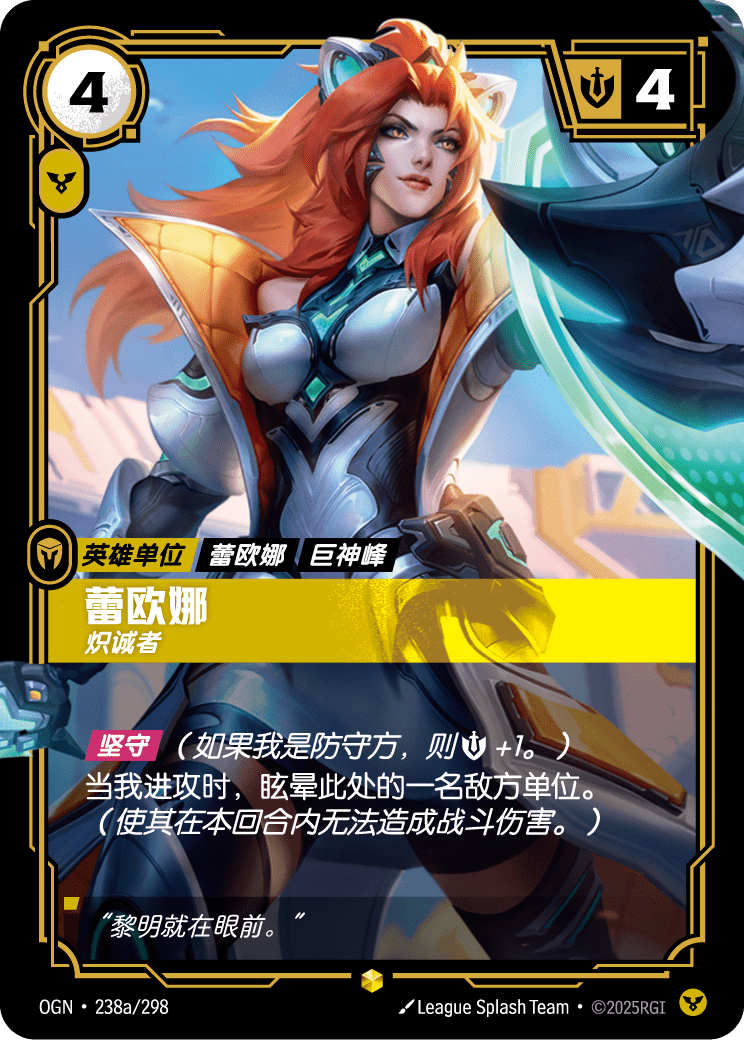 4
4
英雄单位 蕾欧娜 巨神峰
蕾欧娜
炽诚者
坚守（如果我是防守方，则 +1。）
当我进攻时，眩晕此处的一名敌方单位。
（使其在本回合内无法造成战斗伤害。）
“黎明就在眼前。”
OGN • 238a/298 League Splash Team • ©2025RGI